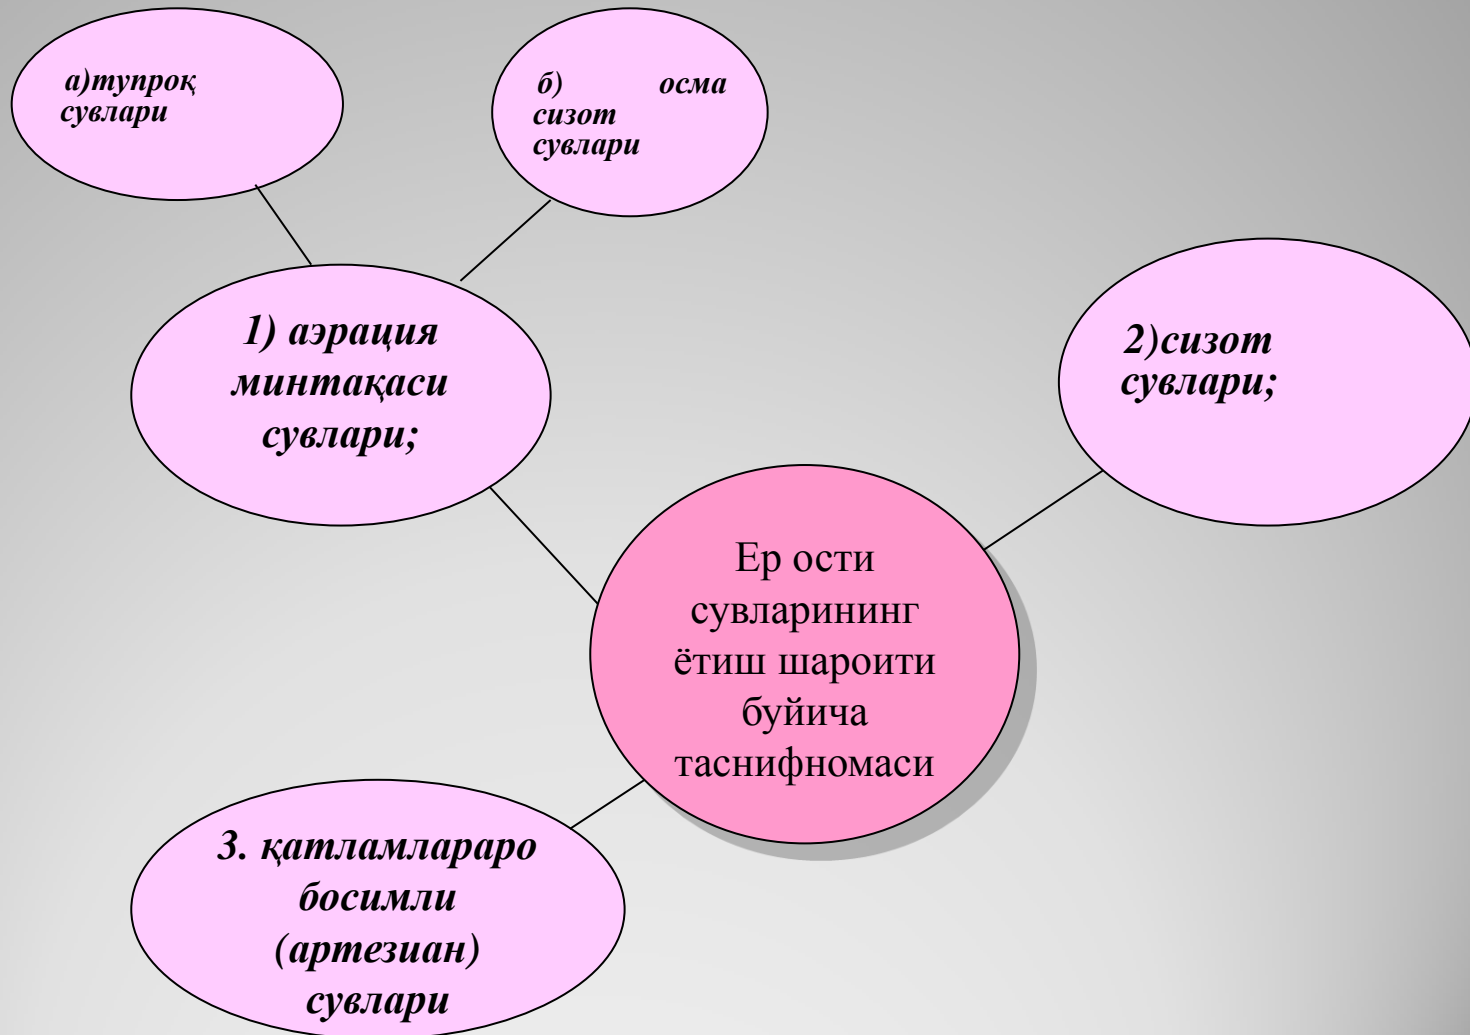 а)тупроқ
сувлари
б) осма
сизот
сувлари
1) аэрация
минтақаси
сувлари;
2)сизот
сувлари;
Ер ости
сувларининг
ётиш шароити
буйича
таснифномаси
3. қатламлараро
босимли
(артезиан)
сувлари